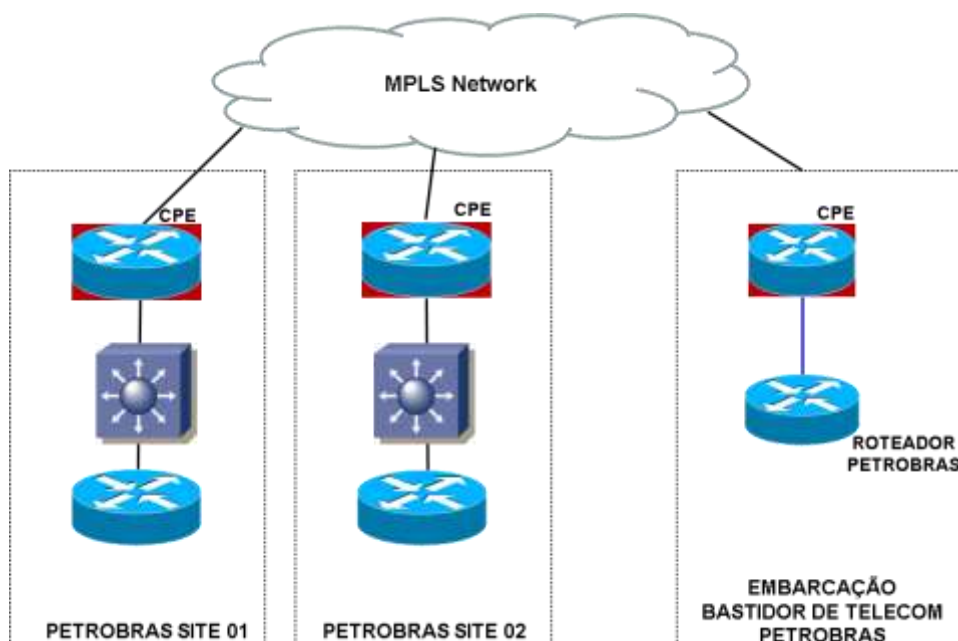 MPLS Network
CPE
CPE
CPE
ROTEADOR
PETROBRAS
PETROBRAS SITE 01
PETROBRAS SITE 02
EMBARCAÇÃO
BASTIDOR DE TELECOM
PETROBRAS